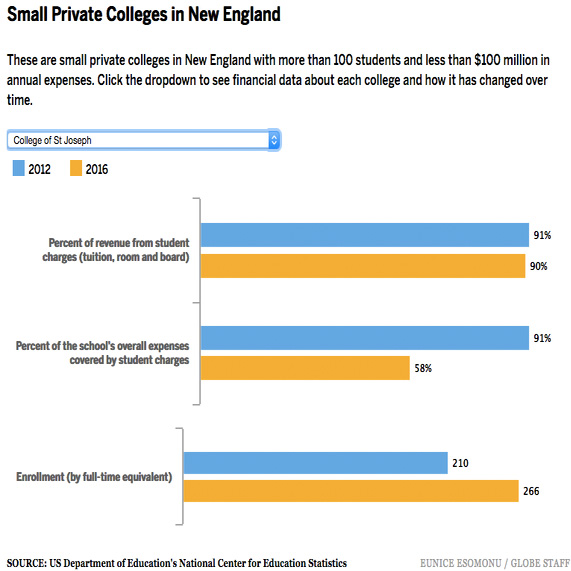 Small Private Colleges in New England
These are small private colleges in New England with more than 100 students and less than $100 million in
annual expenses. Click the dropdown to see financial data about each college and how it has changed over
time.
College of St Joseph
2012 2016
Percent of revenue from student
charges (tuition, room and board)
91%
90%
Percent of the school's overall expenses
covered by student charges
91%
58%
Enrollment (by full-time equivalent)
210
266
SOURCE: US Department of Education's National Center for Education Statistics
EUNICE ESOMONU / GLOBE STAFF